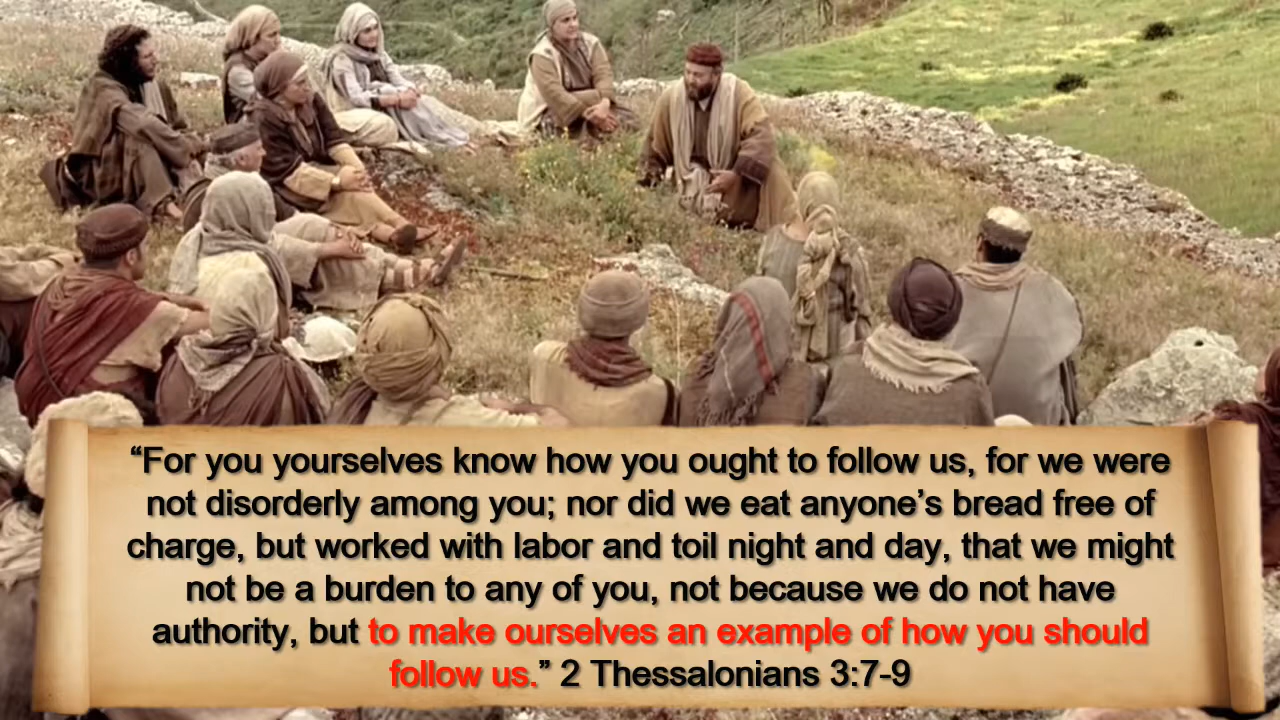 “For you yourselves know how you ought to follow us, for we were
not disorderly among you; nor did we eat anyone’s bread free of
charge, but worked with labor and toil night and day, that we might
not be a burden to any of you, not because we do not have
authority, but to make ourselves an example of how you should
follow us.” 2 Thessalonians 3:7-9